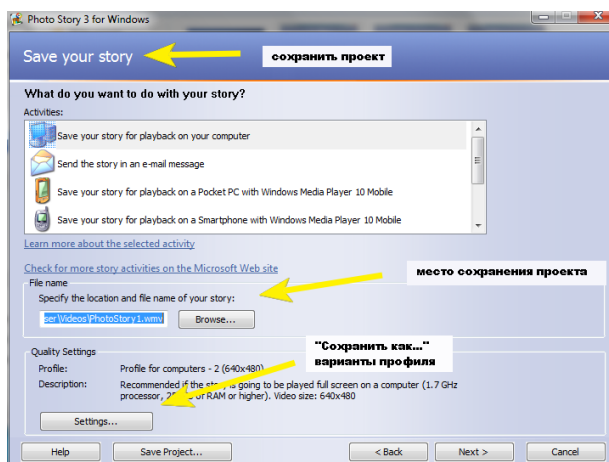 Photo Story 3 for Windows
Save your story
сохранить проект
What do you want to do with your story?
Activities:
Save your story for playback on your computer
Send the story in an e-mail message
Save your story for playback on a Pocket PC with Windows Media Player 10 Mobile
Save your story for playback on a Smartphone with Windows Media Player 10 Mobile
Learn more about the selected activity
Check for more story activities on the Microsoft Web site
место сохранения проекта
File name
Specify the location and file name of your story:
ser\Videos\PhotoStory1.wmv
Browse...
"Сохранить как..."
варианты профиля
Quality Settings
Profile: Profile for computers - 2 (640x480)
Description: Recommended if the story is going to be played full screen on a computer (1.7 GHz
processor, of RAM or higher). Video size: 640x480
Settings...
Help Save Project... < Back Next > Cancel